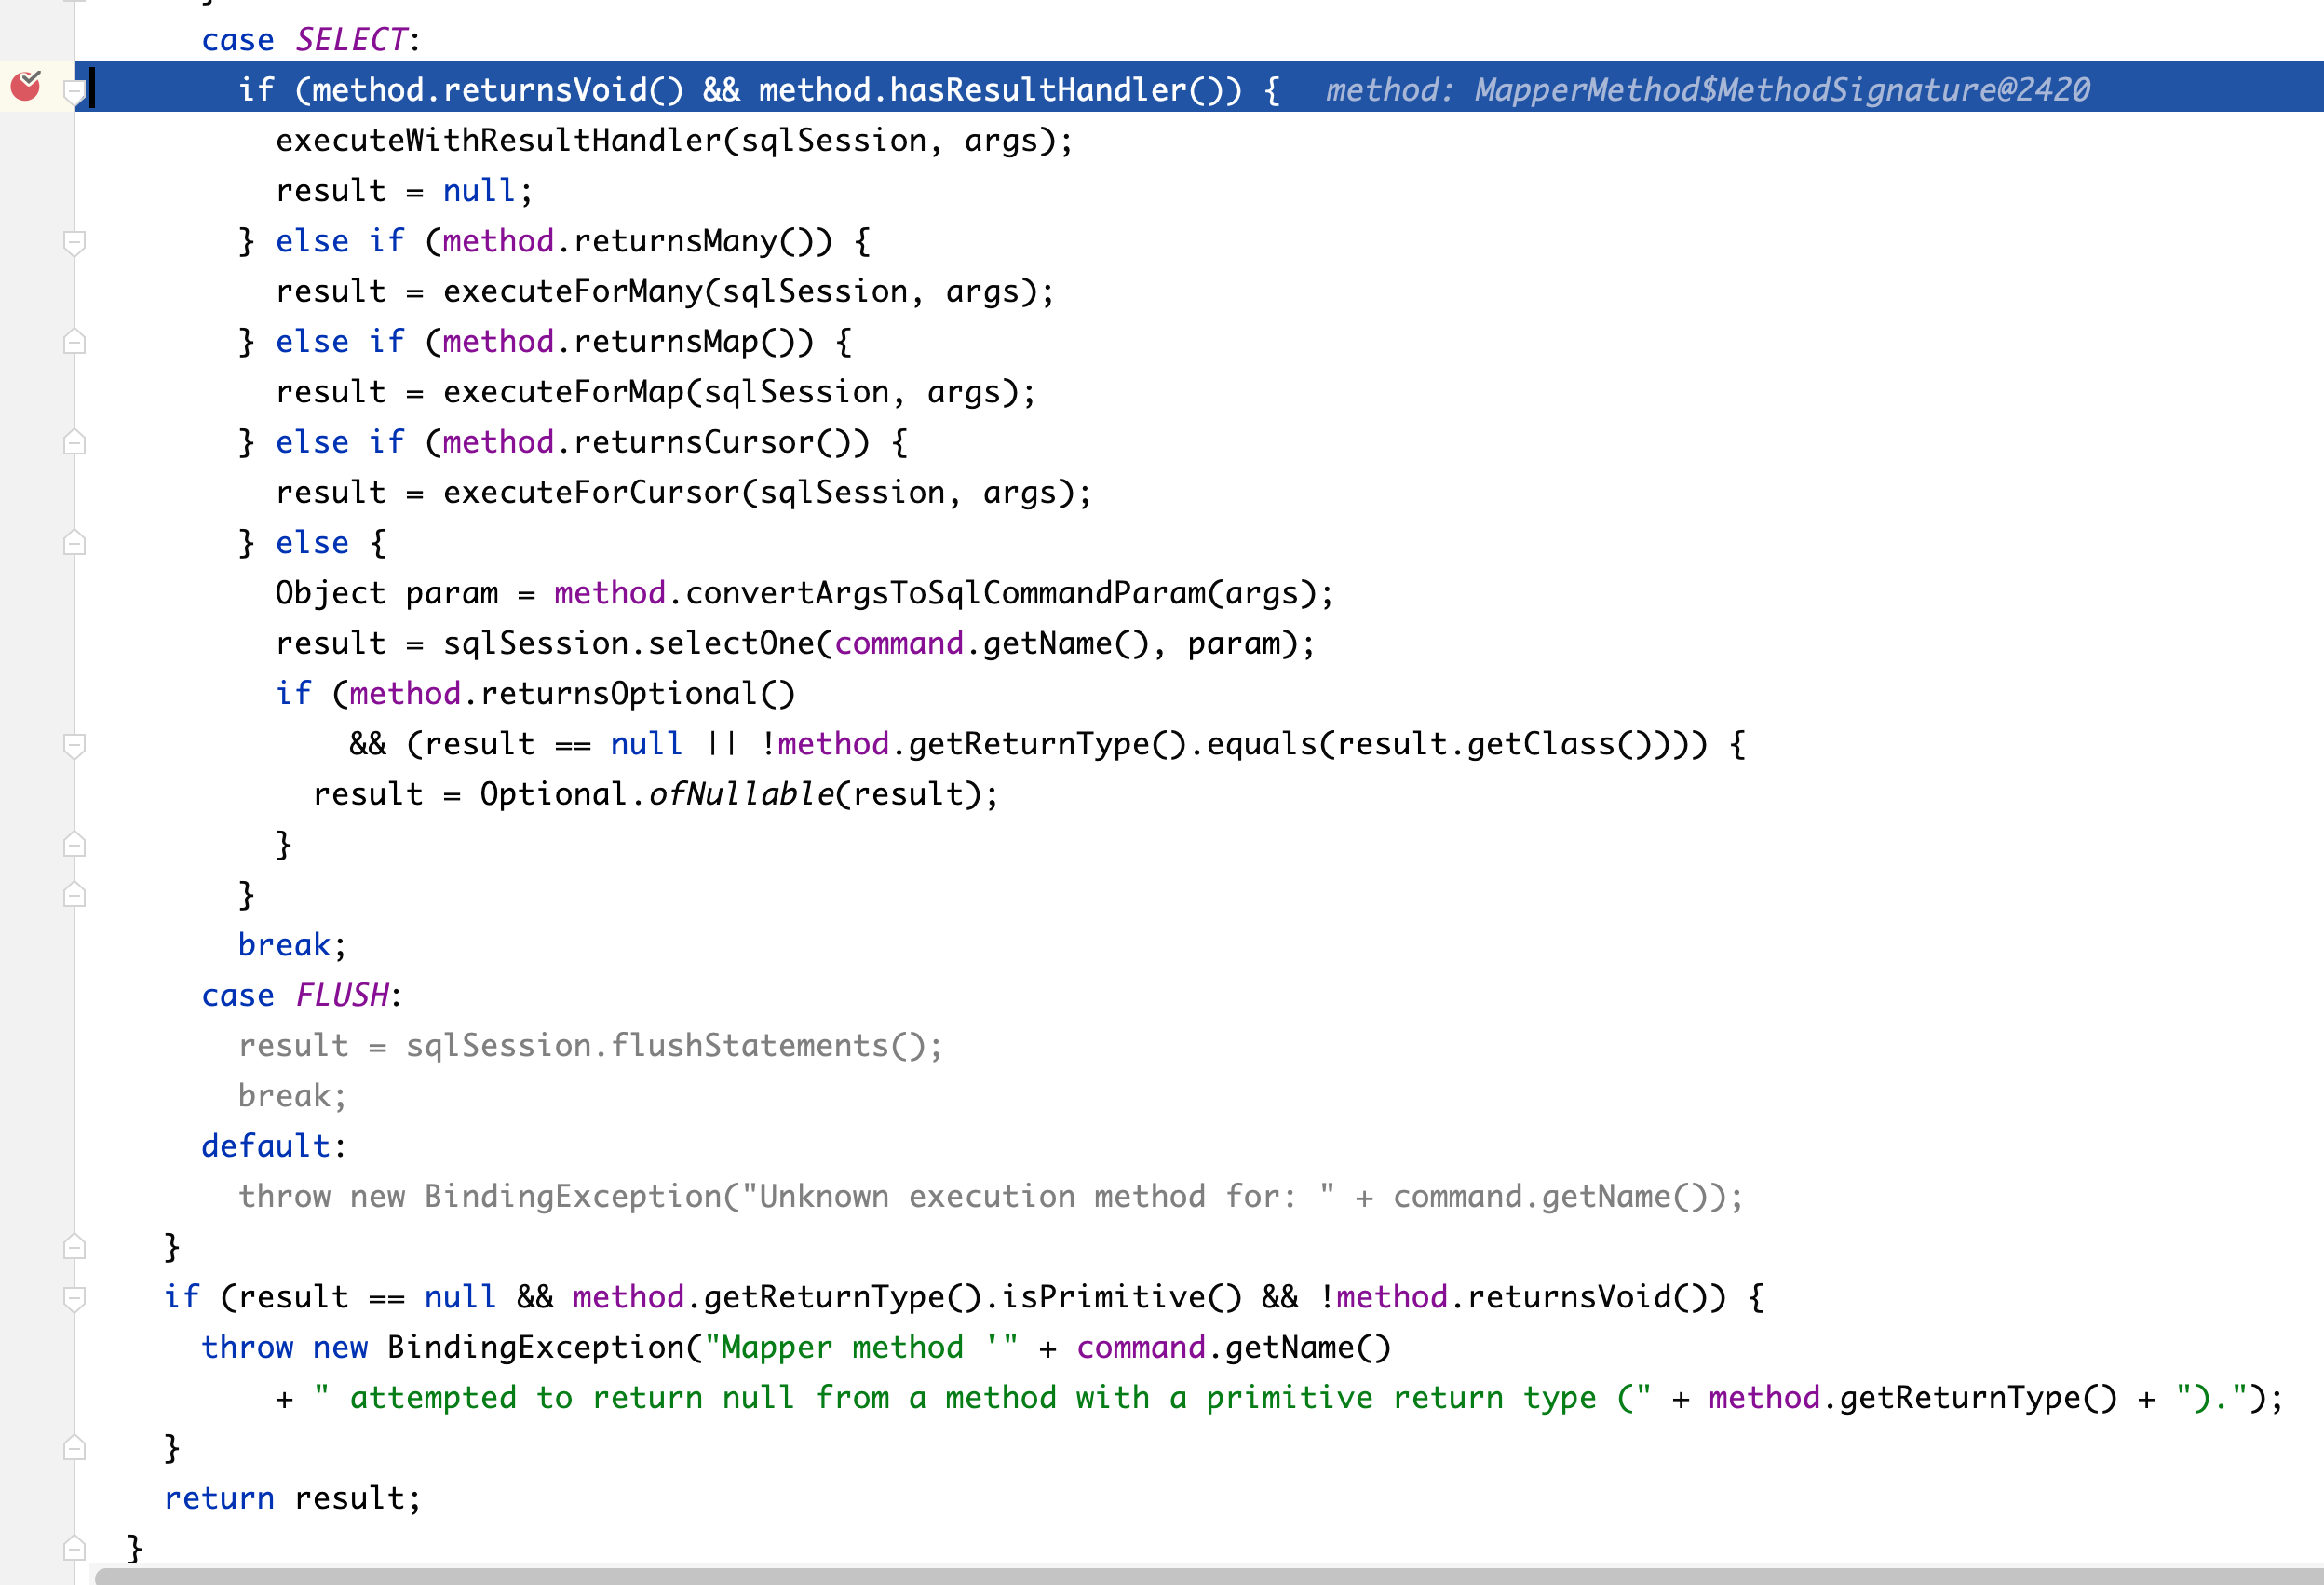 }
case SELECT:
if (method.returnsVoid() && method.hasResultHandler()) { method: MapperMethod$MethodSignature@2420
executeWithResultHandler(sqlSession, args);
result = null;
} else if (method.returnsMany()) {
result = executeForMany(sqlSession, args);
} else if (method.returnsMap()) {
result = executeForMap(sqlSession, args);
} else if (method.returnsCursor()) {
result = executeForCursor(sqlSession, args);
} else {
Object param = method.convertArgsToSqlCommandParam(args);
result = sqlSession.selectOne(command.getName(), param);
if (method.returnsOptional()
&& (result == null || !method.getReturnType().equals(result.getClass()))) {
result = Optional.ofNullable(result);
}
}
break;
case FLUSH:
result = sqlSession.flushStatements();
break;
default:
throw new BindingException("Unknown execution method for: " + command.getName());
}
if (result == null && method.getReturnType().isPrimitive() && !method.returnsVoid()) {
throw new BindingException("Mapper method '" + command.getName()
+ " attempted to return null from a method with a primitive return type (" + method.getReturnType() + ").");
}
return result;
}